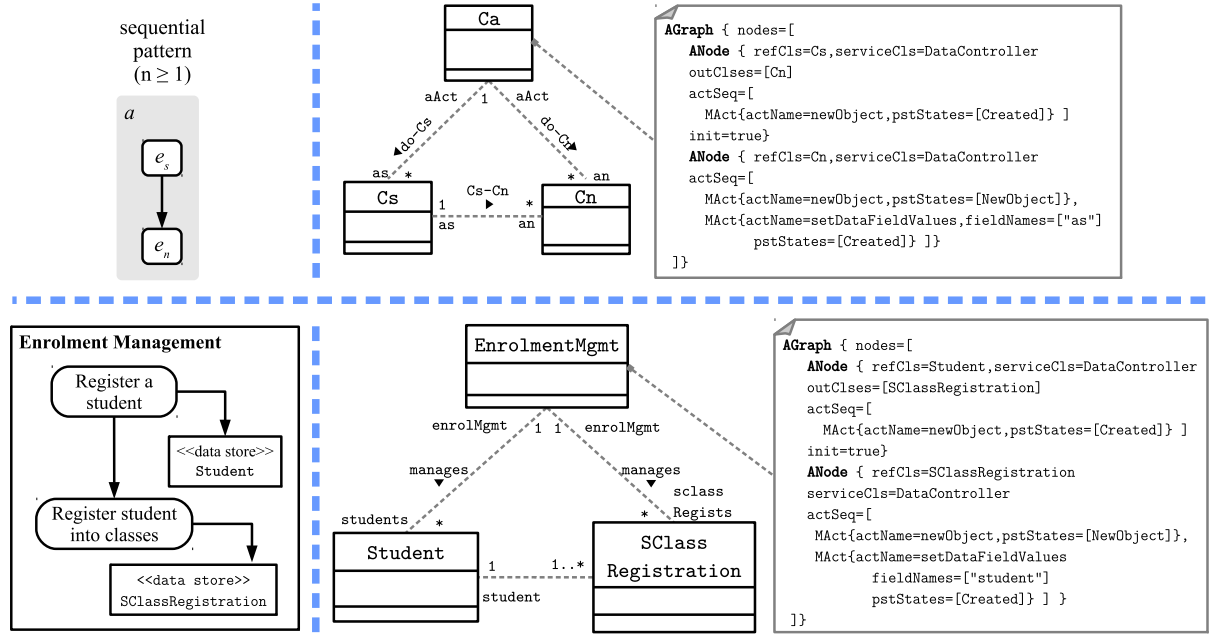 sequential
pattern
(n ≥ 1)
a
es
en
Ca
aAct
1
aAct
do-Cs
do-Cn
as
*
*
an
Cs
Cs-Cn
Cn
1
*
as
an
AGraph { nodes=[
ANode { refCls=Cs,serviceCls=DataController
outClses=[Cn]
actSeq=[
MAct{actName=newObject,pstStates=[Created]} ]
init=true}
ANode { refCls=Cn,serviceCls=DataController
actSeq=[
MAct{actName=newObject,pstStates=[NewObject]},
MAct{actName=setDataFieldValues,fieldNames=["as"]
pstStates=[Created]} ]}
]}
Enrolment Management
Register a
student
<<data store>>
Student
Register student
into classes
<<data store>>
SClassRegistration
EnrolmentMgmt
enrolMgmt
1
1
enrolMgmt
manages
manages
students
*
*
sclass
Regists
Student
1
1..*
student
SClass
Registration
AGraph { nodes=[
ANode { refCls=Student,serviceCls=DataController
outClses=[SClassRegistration]
actSeq=[
MAct{actName=newObject,pstStates=[Created]} ]
init=true}
ANode { refCls=SClassRegistration
serviceCls=DataController
actSeq=[
MAct{actName=newObject,pstStates=[NewObject]},
MAct{actName=setDataFieldValues
fieldNames=["student"]
pstStates=[Created]} ] }
]}